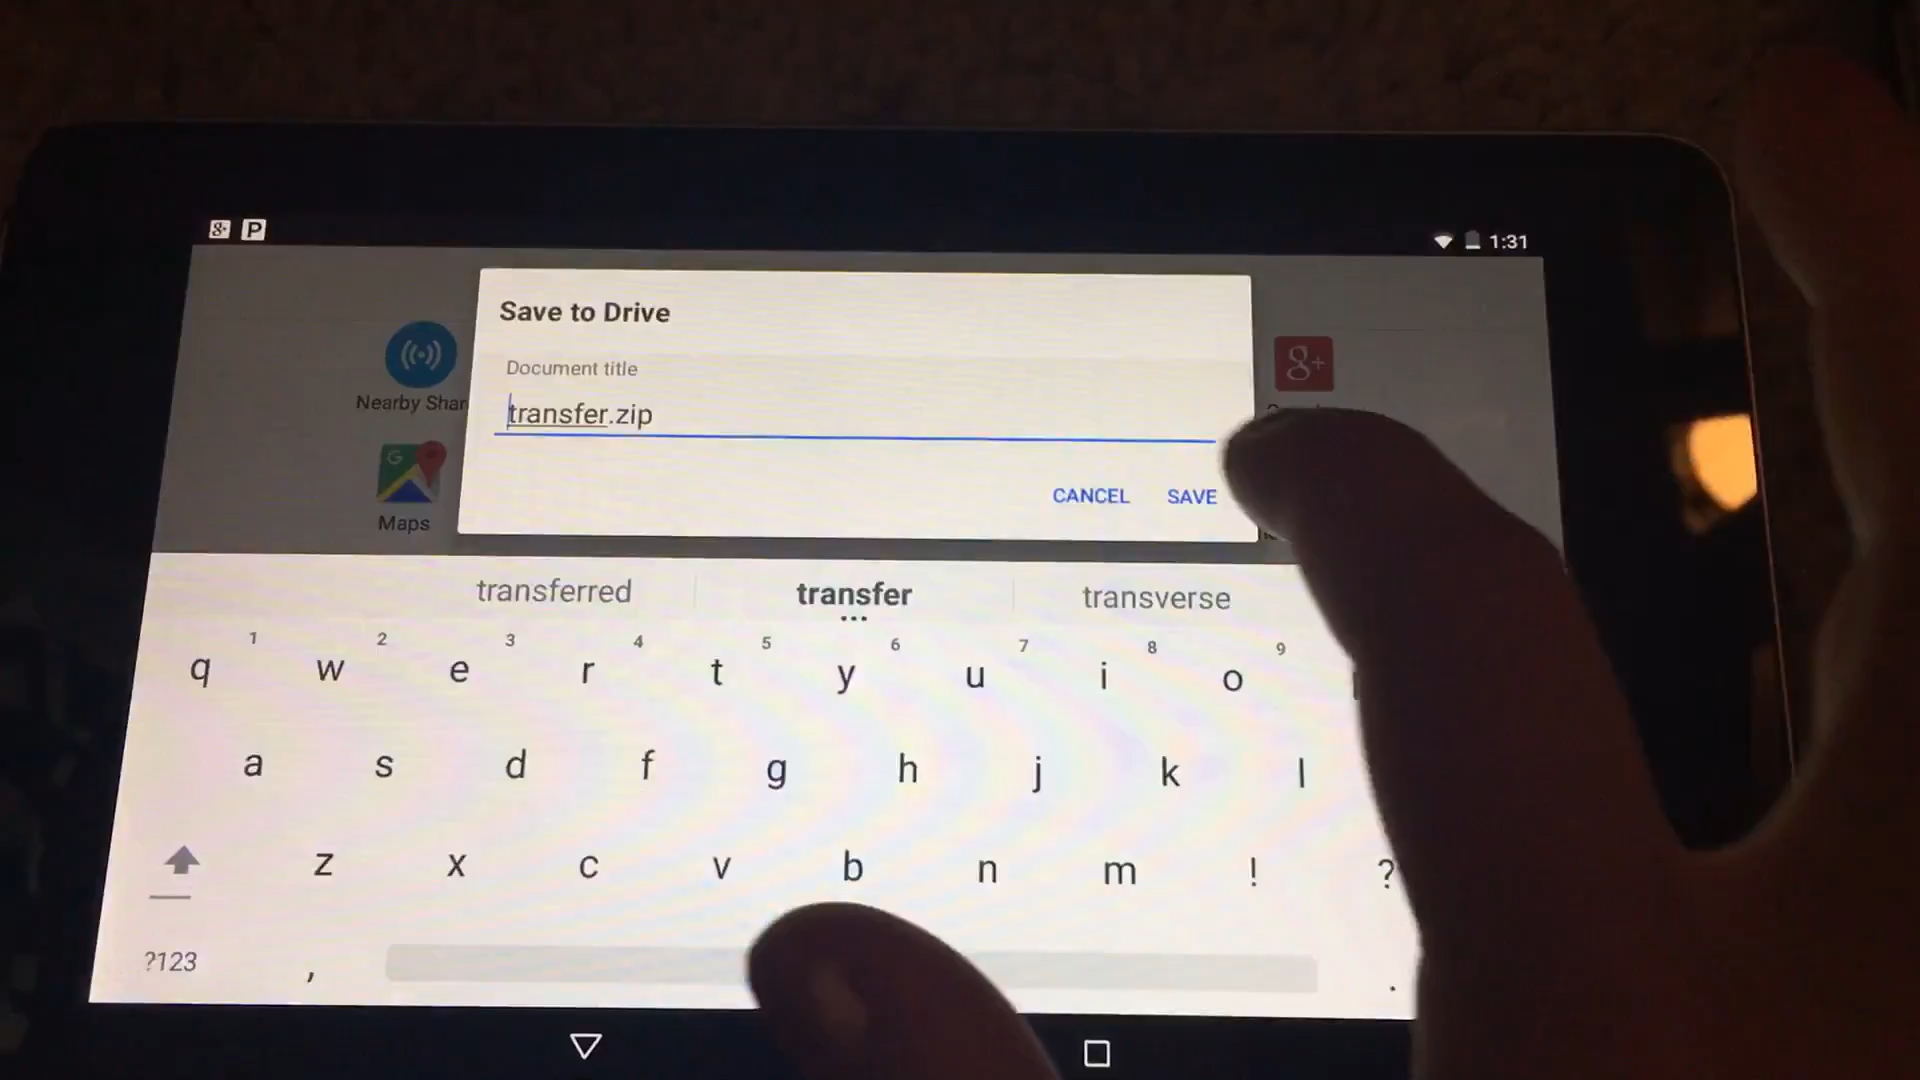 8+ P
1:31
Save to Drive
Document title
transfer.zip
CANCEL SAVE
Nearby Shar
g+
G
Maps
transferred transfer transverse
1 2 3 4 5 6 7 8 9
q w e r t y u i o
a s d f g h j k l
z x c v b n m ! ?
?123 , .